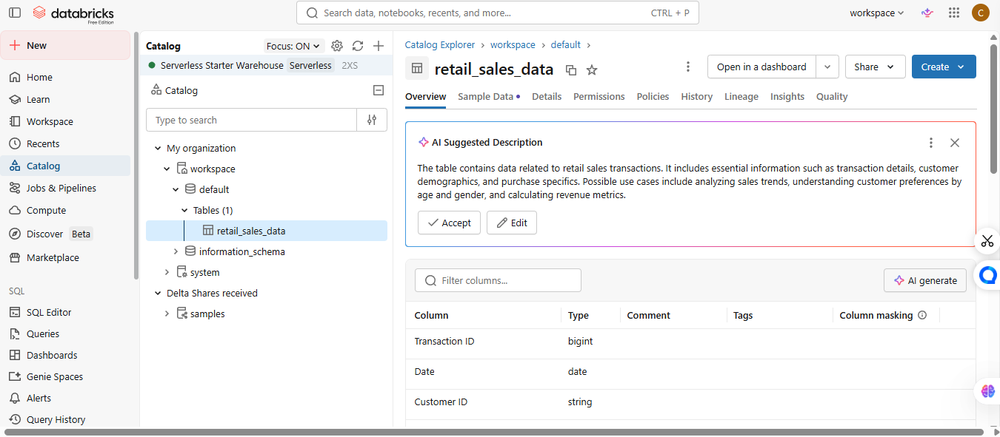 databricks
Free Edition
Search data, notebooks, recents, and more...
CTRL + P
workspace
C
New
Home
Learn
Workspace
Recents
Catalog
Jobs & Pipelines
Compute
Discover Beta
Marketplace
SQL
SQL Editor
Queries
Dashboards
Genie Spaces
Alerts
Query History
Catalog
Focus: ON
Serverless Starter Warehouse Serverless 2XS
Catalog
Type to search
My organization
workspace
default
Tables (1)
retail_sales_data
information_schema
system
Delta Shares received
samples
Catalog Explorer > workspace > default >
retail_sales_data
Open in a dashboard
Share
Create
Overview Sample Data Details Permissions Policies History Lineage Insights Quality
AI Suggested Description
The table contains data related to retail sales transactions. It includes essential information such as transaction details, customer
demographics, and purchase specifics. Possible use cases include analyzing sales trends, understanding customer preferences by
age and gender, and calculating revenue metrics.
Accept
Edit
Filter columns...
AI generate
Column Type Comment Tags Column masking
Transaction ID bigint
Date date
Customer ID string